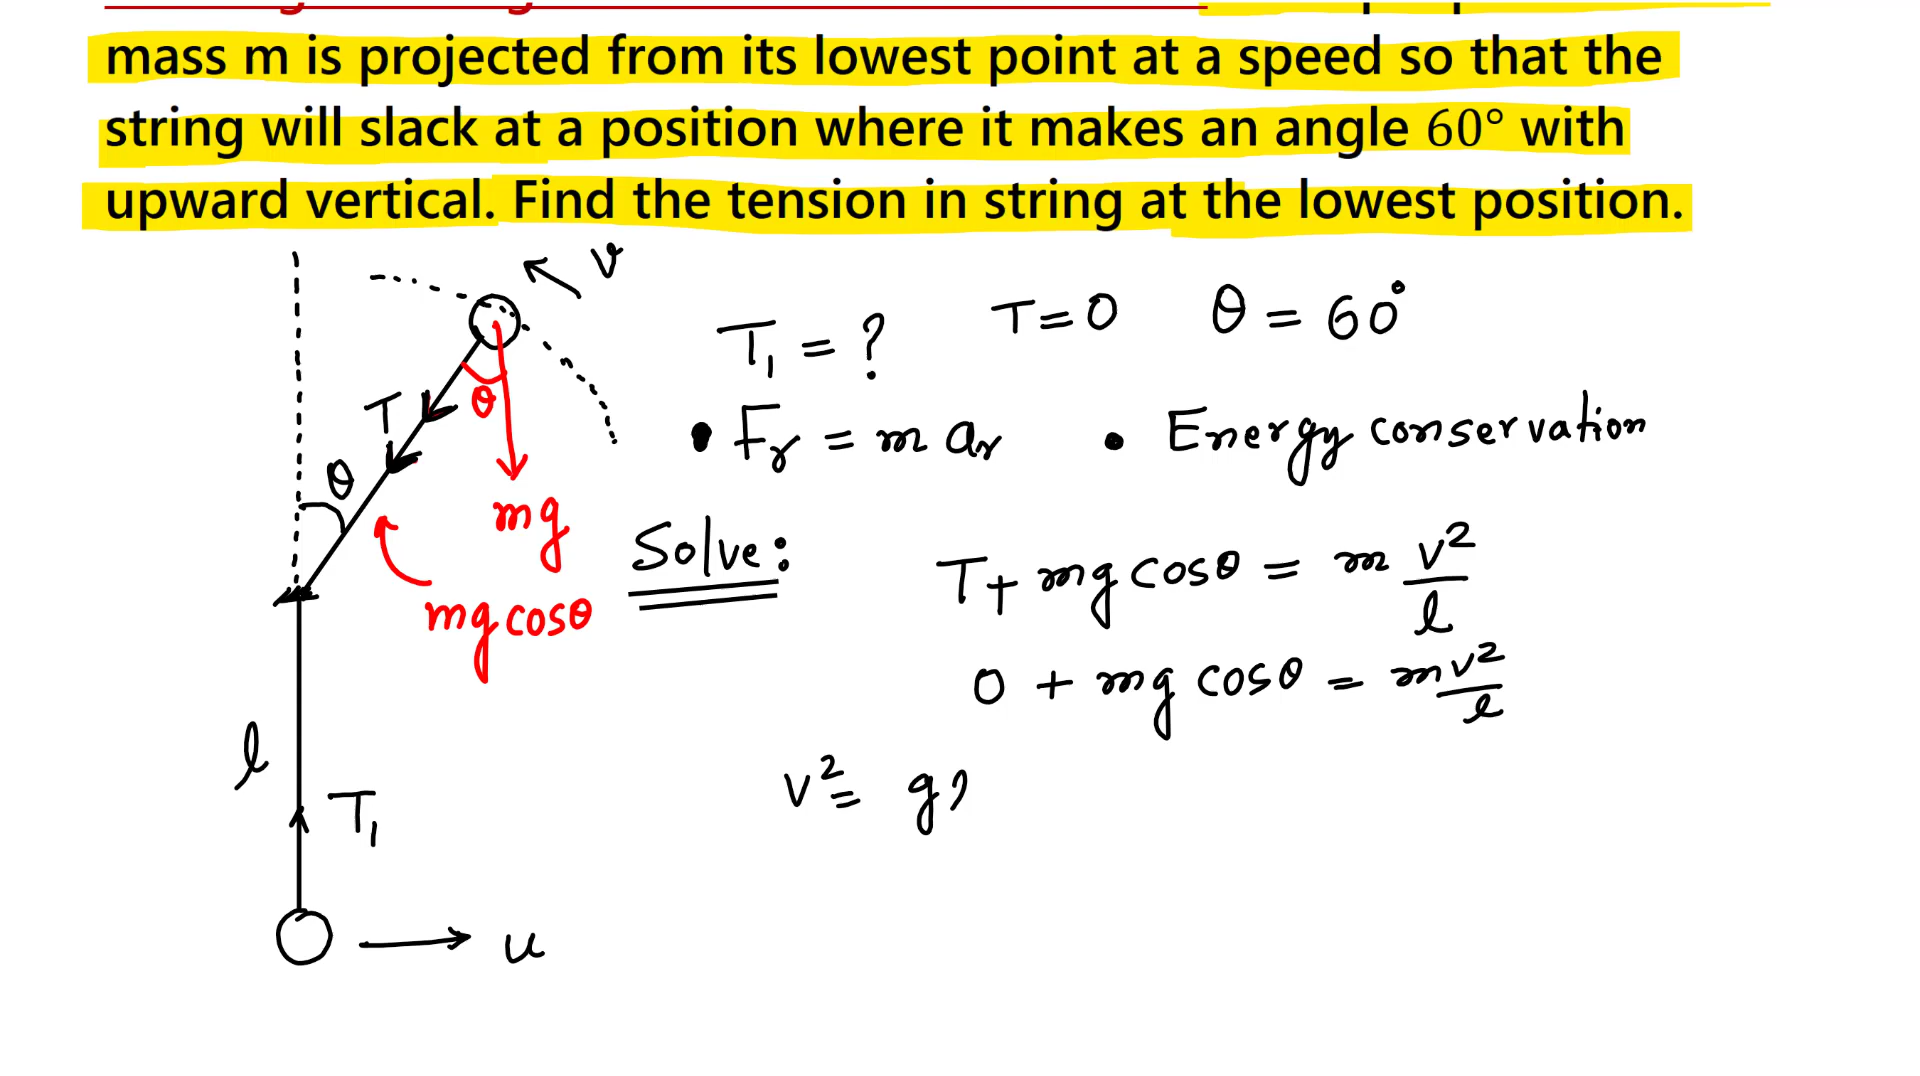 mass m is projected from its lowest point at a speed so that the
string will slack at a position where it makes an angle 60° with
upward vertical. Find the tension in string at the lowest position.
v
T₁ = ?
T = 0
θ = 60°
T
θ
θ
• Fᵣ = m aᵣ
• Energy conservation
mg
mg cosθ
Solve:
T + mg cosθ = m v²/l
0 + mg cosθ = mv²/l
l
T₁
v² = g
u